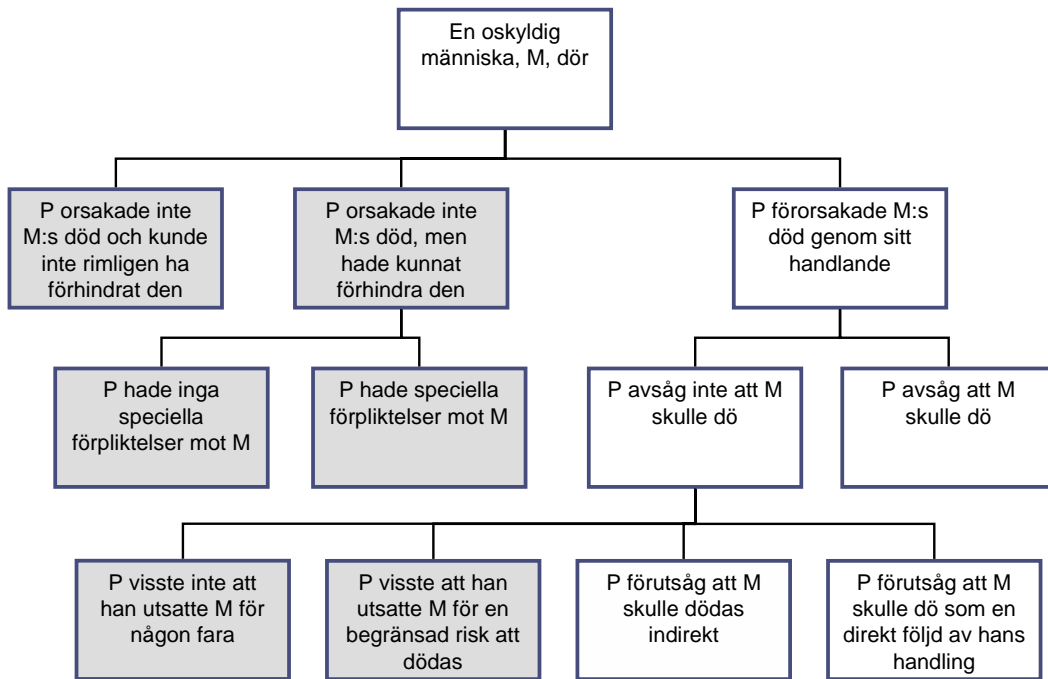 En oskyldig
människa, M, dör
P orsakade inte
M:s död och kunde
inte rimligen ha
förhindrat den
P orsakade inte
M:s död, men
hade kunnat
förhindra den
P förorsakade M:s
död genom sitt
handlande
P hade inga
speciella
förpliktelser mot M
P hade speciella
förpliktelser mot M
P avsåg inte att M
skulle dö
P avsåg att M
skulle dö
P visste inte att
han utsatte M för
någon fara
P visste att han
utsatte M för en
begränsad risk att
dödas
P förutsåg att M
skulle dödas
indirekt
P förutsåg att M
skulle dö som en
direkt följd av hans
handling